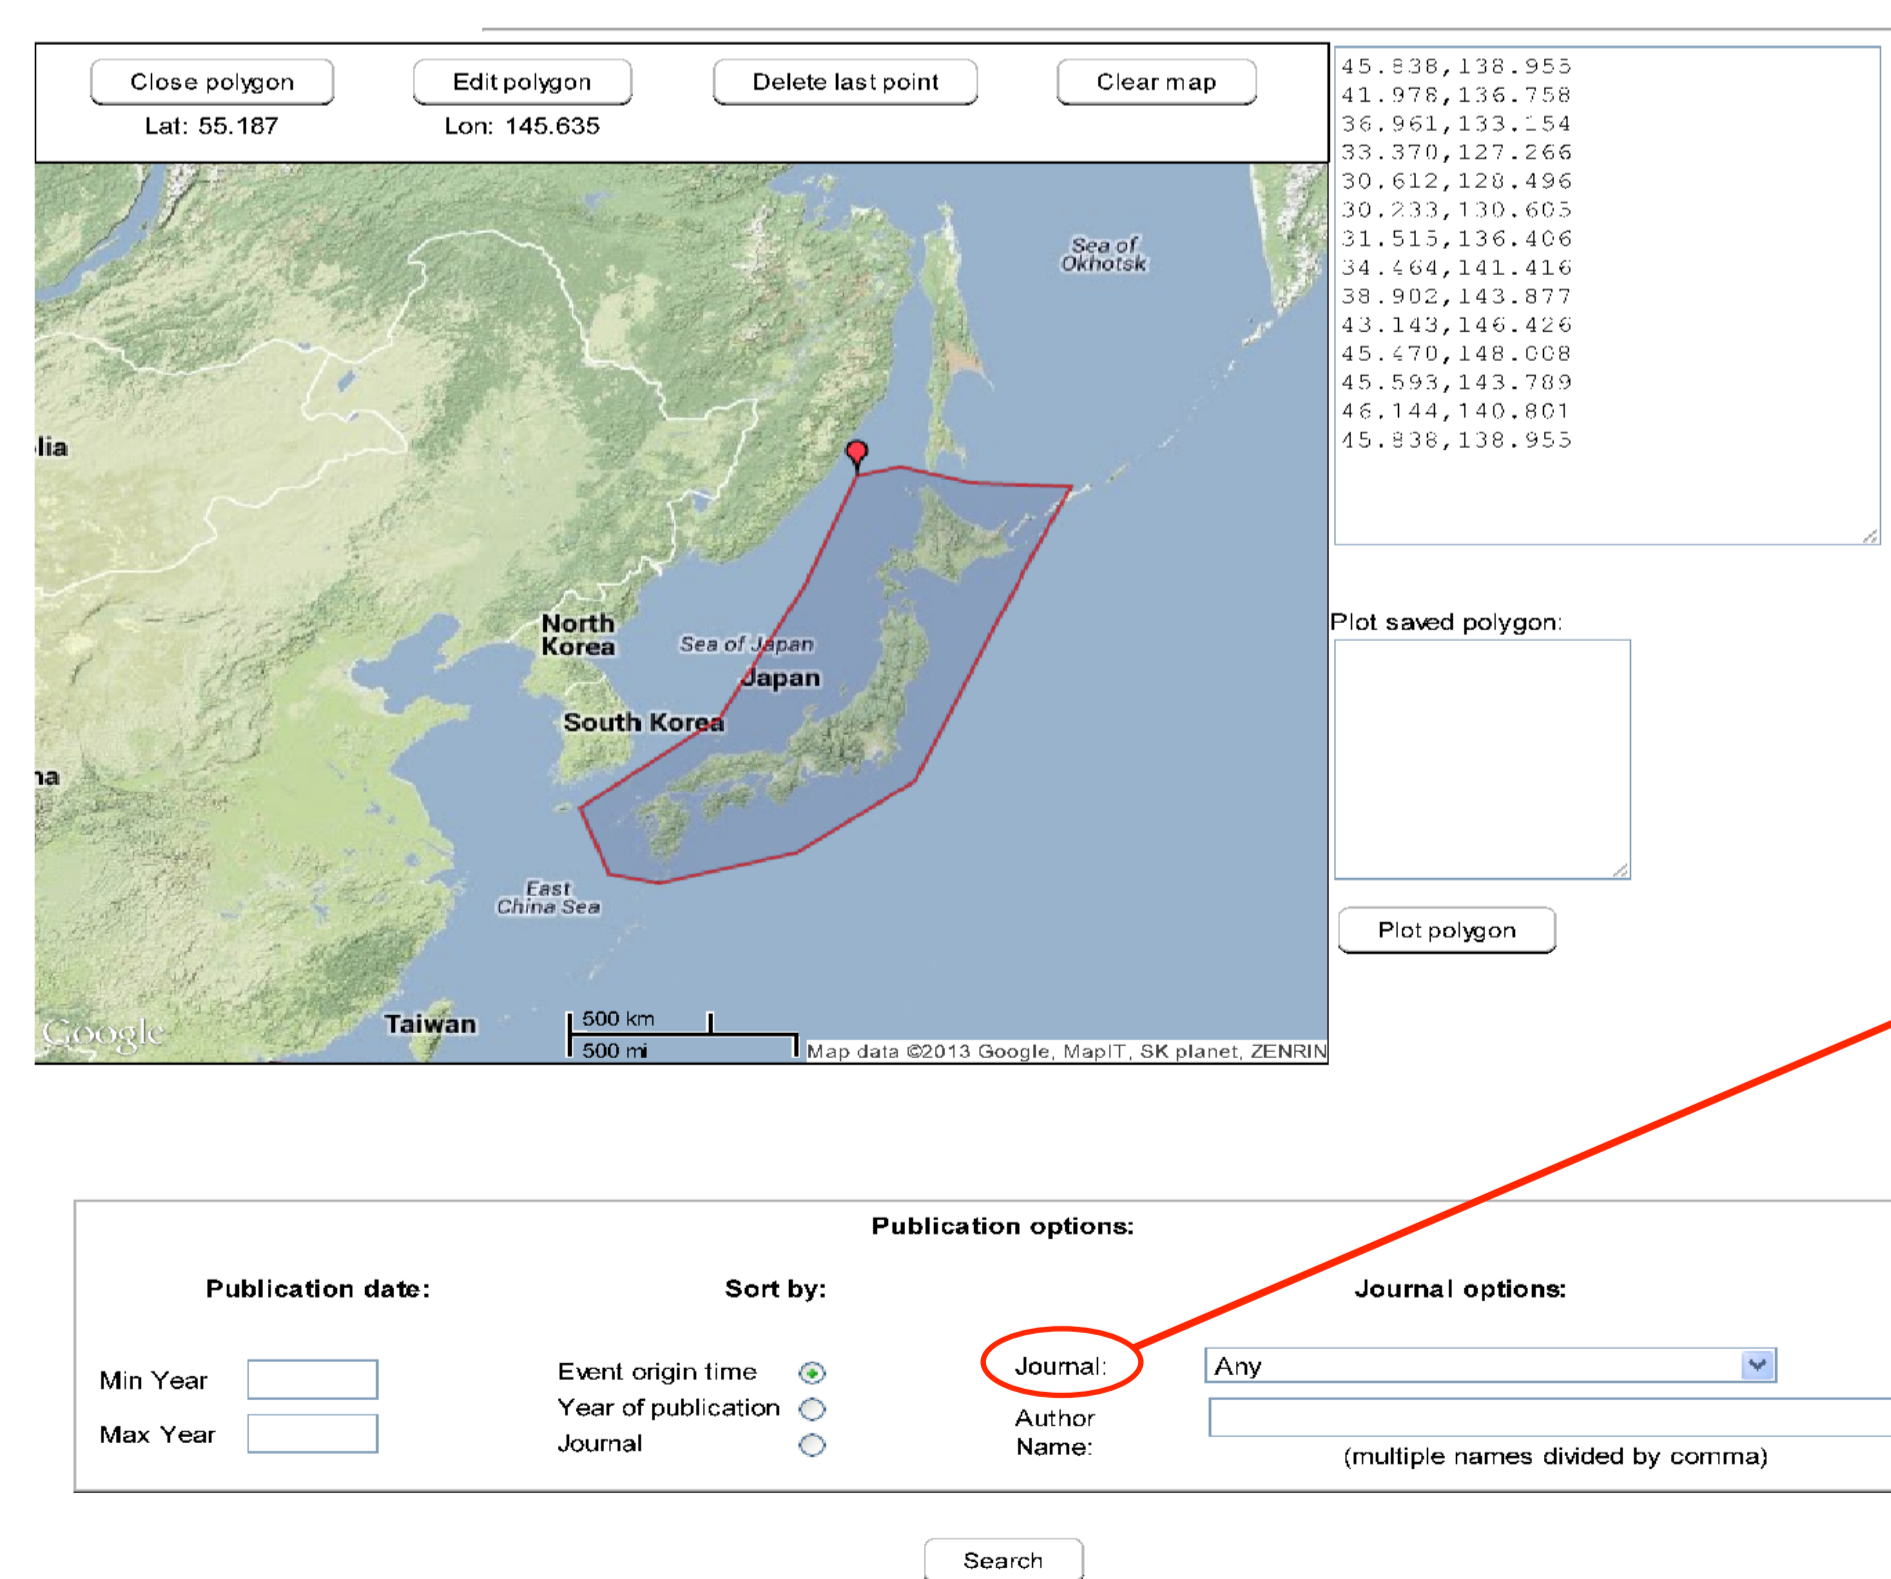 Close polygon Edit polygon Delete last point Clear map
Lat: 55.187 Lon: 145.635
45.838,138.955
41.978,136.758
36.961,133.154
33.370,127.266
30.612,128.496
30.233,130.605
31.515,136.406
34.464,141.416
38.902,143.877
43.143,146.426
45.470,148.008
45.593,143.789
46.144,140.801
45.838,138.955
Sea of
Okhotsk
lia
North
Korea
Sea of Japan
Japan
South Korea
na
East
China Sea
Taiwan
Google
500 km
500 mi
Map data ©2013 Google, MapIT, SK planet, ZENRIN
Plot saved polygon:
Plot polygon
Publication options:
Publication date: Sort by: Journal options:
Min Year
Max Year
Event origin time
Year of publication
Journal
Journal: Any
Author
Name:
(multiple names divided by comma)
Search